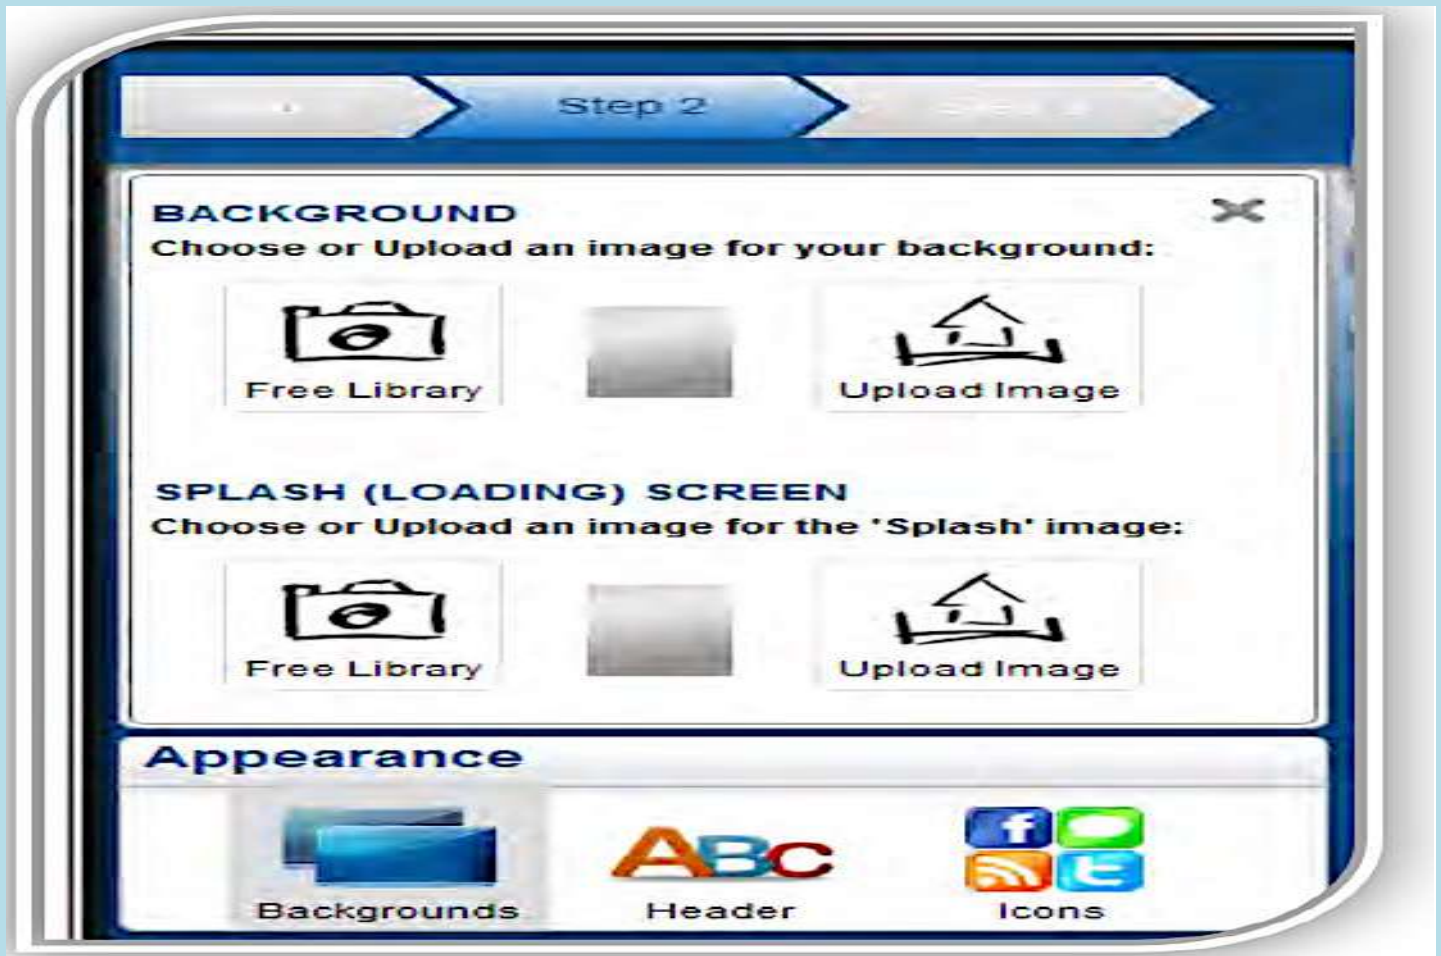 Step 2
BACKGROUND
Choose or Upload an image for your background:
Free Library
Upload Image
SPLASH (LOADING) SCREEN
Choose or Upload an image for the 'Splash' image:
Free Library
Upload Image
Appearance
ABC
Backgrounds
Header
Icons